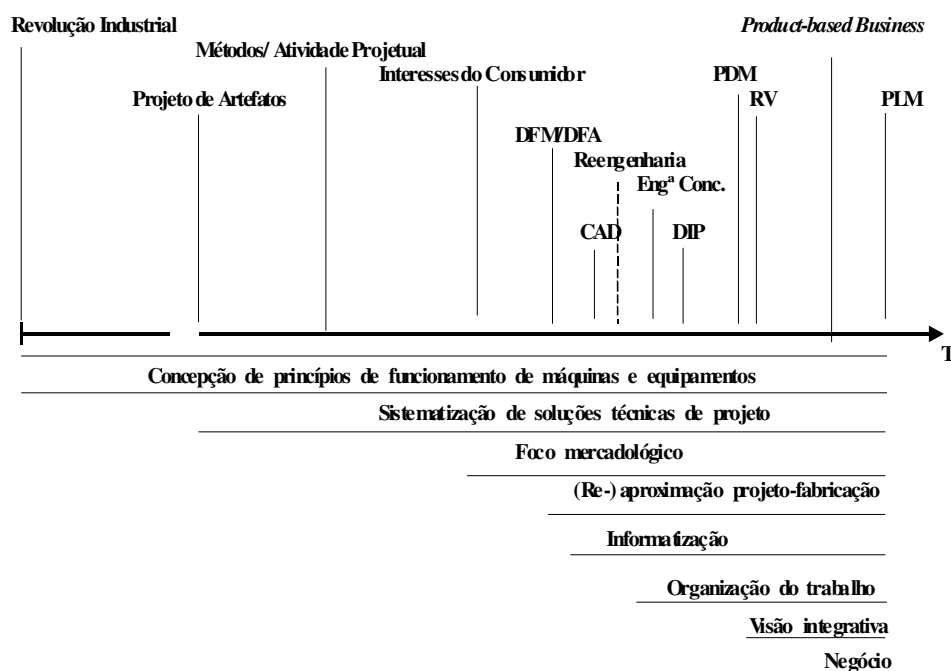 Revolução Industrial
Product-based Business
Métodos/ Atividade Projetual
Interesses do Consumidor
PDM
Projeto de Artefatos
RV
PLM
DFM/DFA
Reengenharia
Engª Conc.
CAD
DIP
T
Concepção de princípios de funcionamento de máquinas e equipamentos
Sistematização de soluções técnicas de projeto
Foco mercadológico
(Re-) aproximação projeto-fabricação
Informatização
Organização do trabalho
Visão integrativa
Negócio